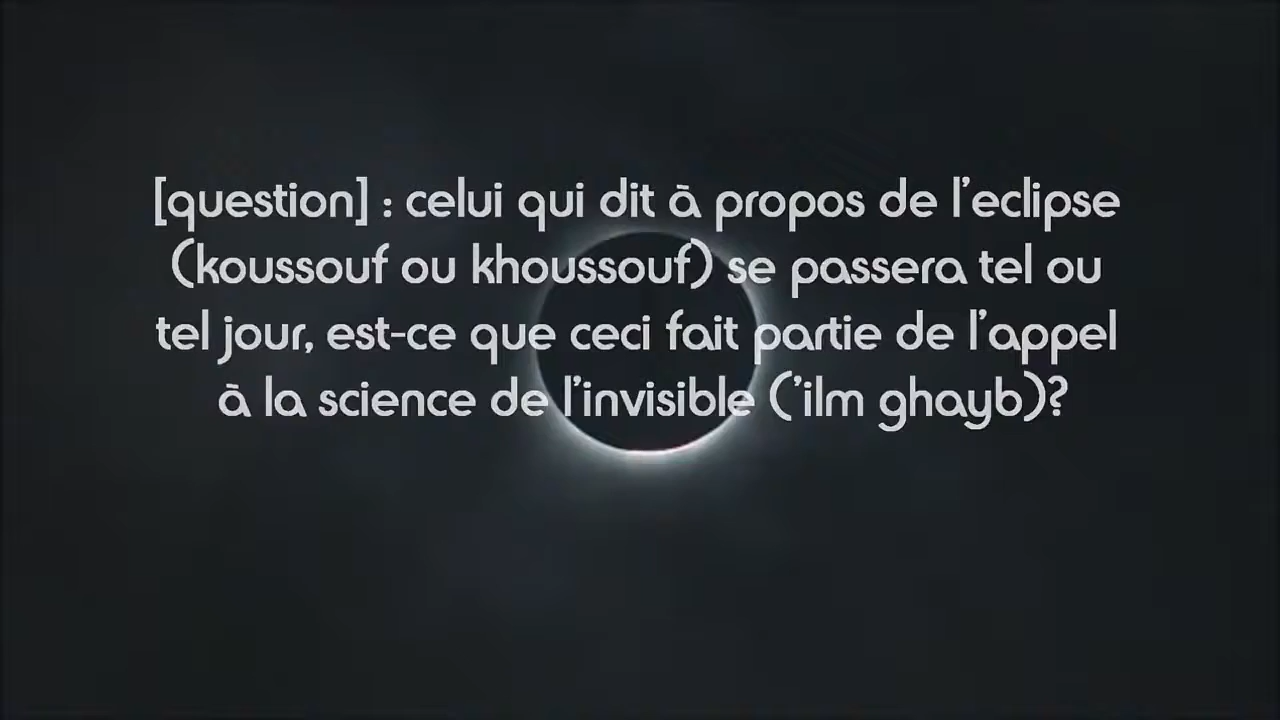 [question] : celui qui dit à propos de l'eclipse
(koussouf ou khoussouf) se passera tel ou
tel jour, est-ce que ceci fait partie de l'appel
à la science de l'invisible ('ilm ghayb)?